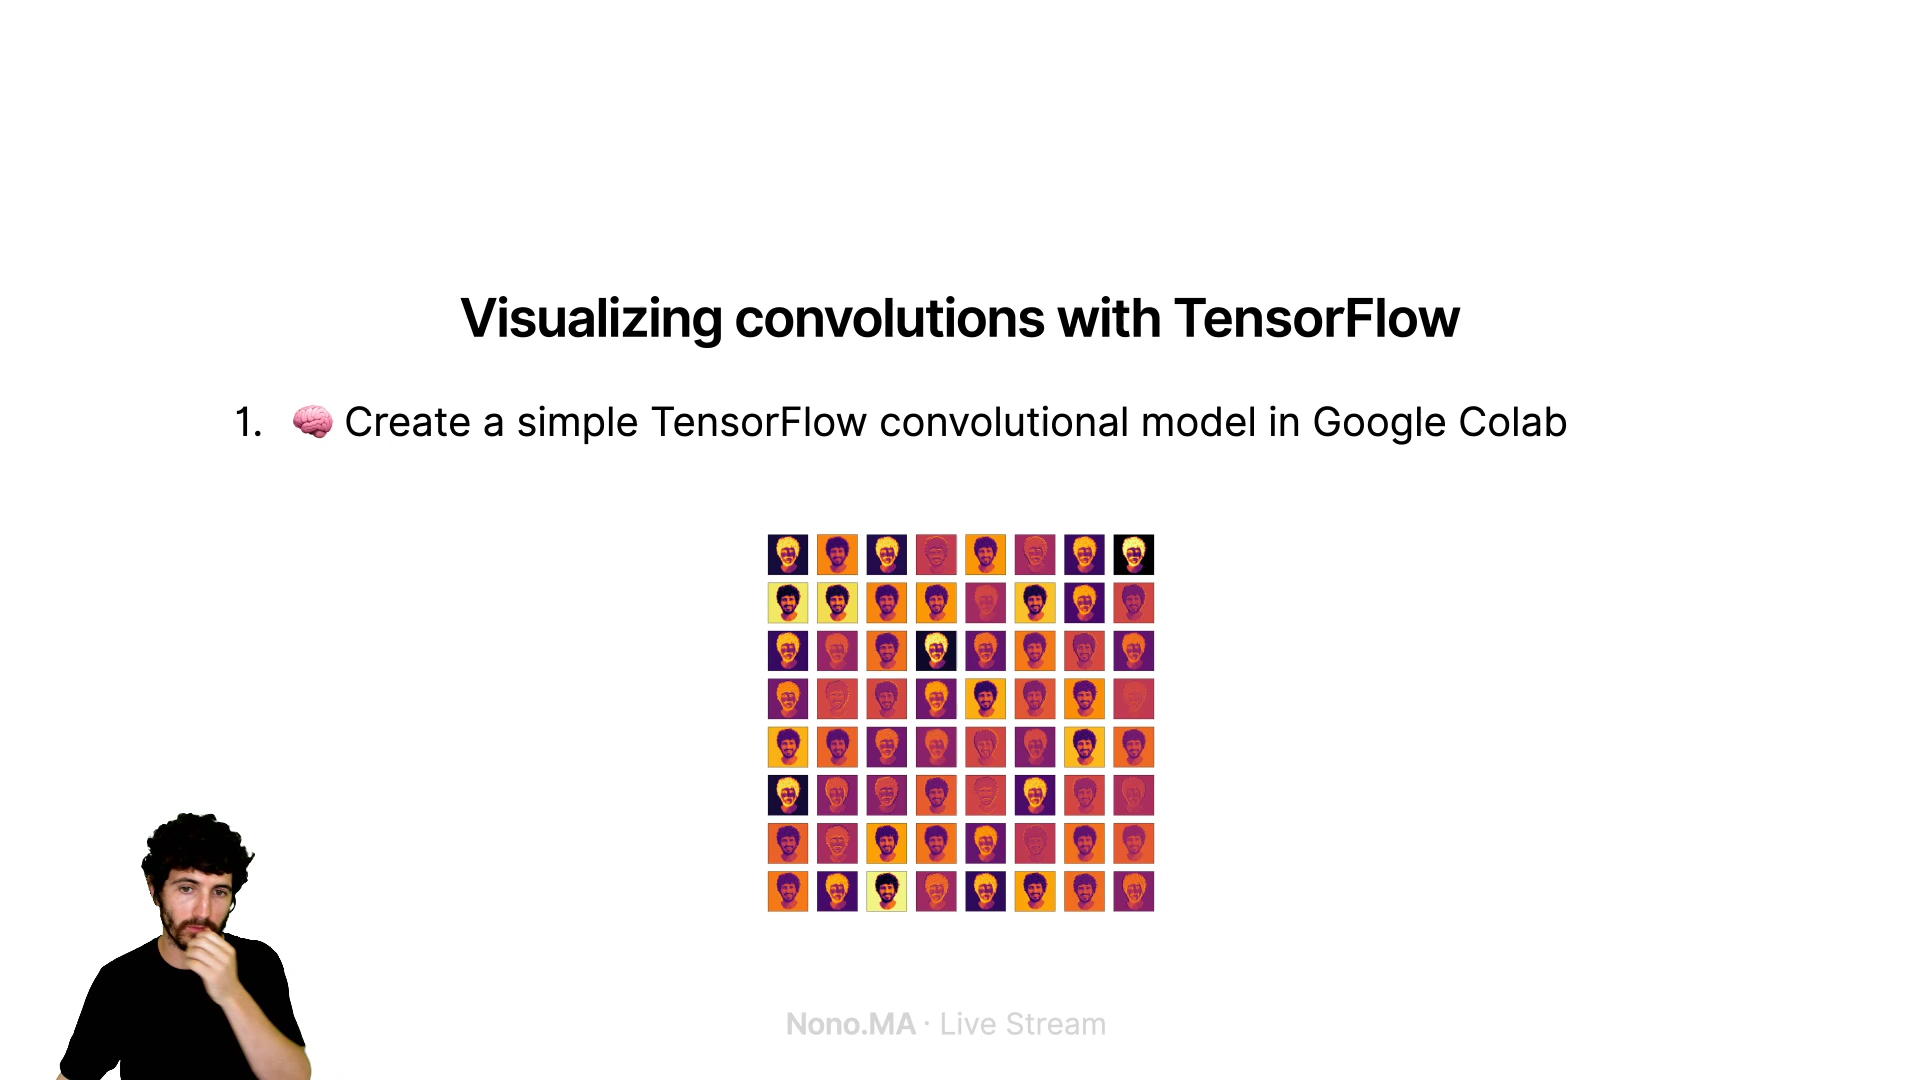 Visualizing convolutions with TensorFlow
1. 🧠 Create a simple TensorFlow convolutional model in Google Colab
Nono.MA · Live Stream